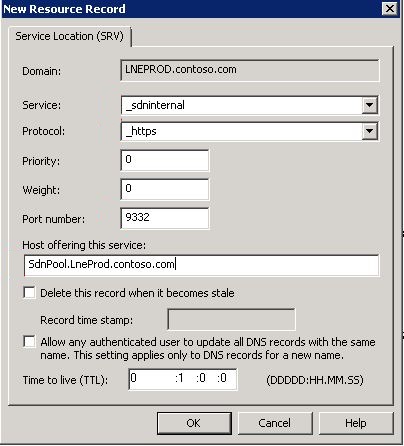 New Resource Record
Service Location (SRV)
Domain: LNEPROD.contoso.com
Service: _sdninternal
Protocol: _https
Priority: 0
Weight: 0
Port number: 9332
Host offering this service:
SdnPool.LneProd.contoso.com
Delete this record when it becomes stale
Record time stamp:
Allow any authenticated user to update all DNS records with the same
name. This setting applies only to DNS records for a new name.
Time to live (TTL): 0 :1 :0 :0 (DDDDD:HH.MM.SS)
OK Cancel Help